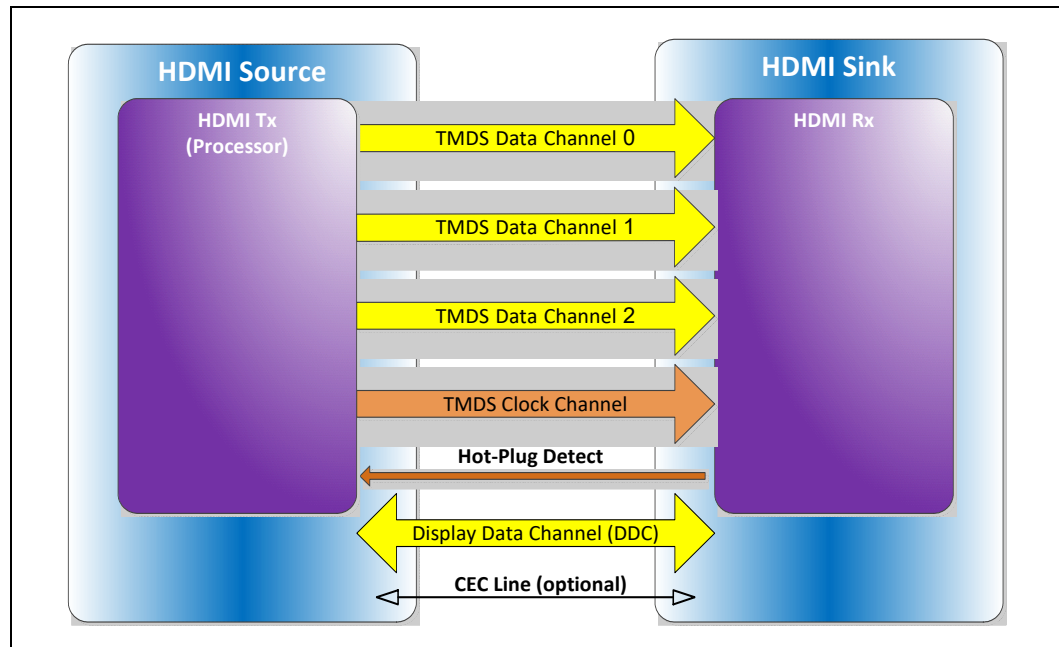 HDMI Source
HDMI Sink
HDMI Tx
(Processor)
HDMI Rx
TMDS Data Channel 0
TMDS Data Channel 1
TMDS Data Channel 2
TMDS Clock Channel
Hot-Plug Detect
Display Data Channel (DDC)
CEC Line (optional)